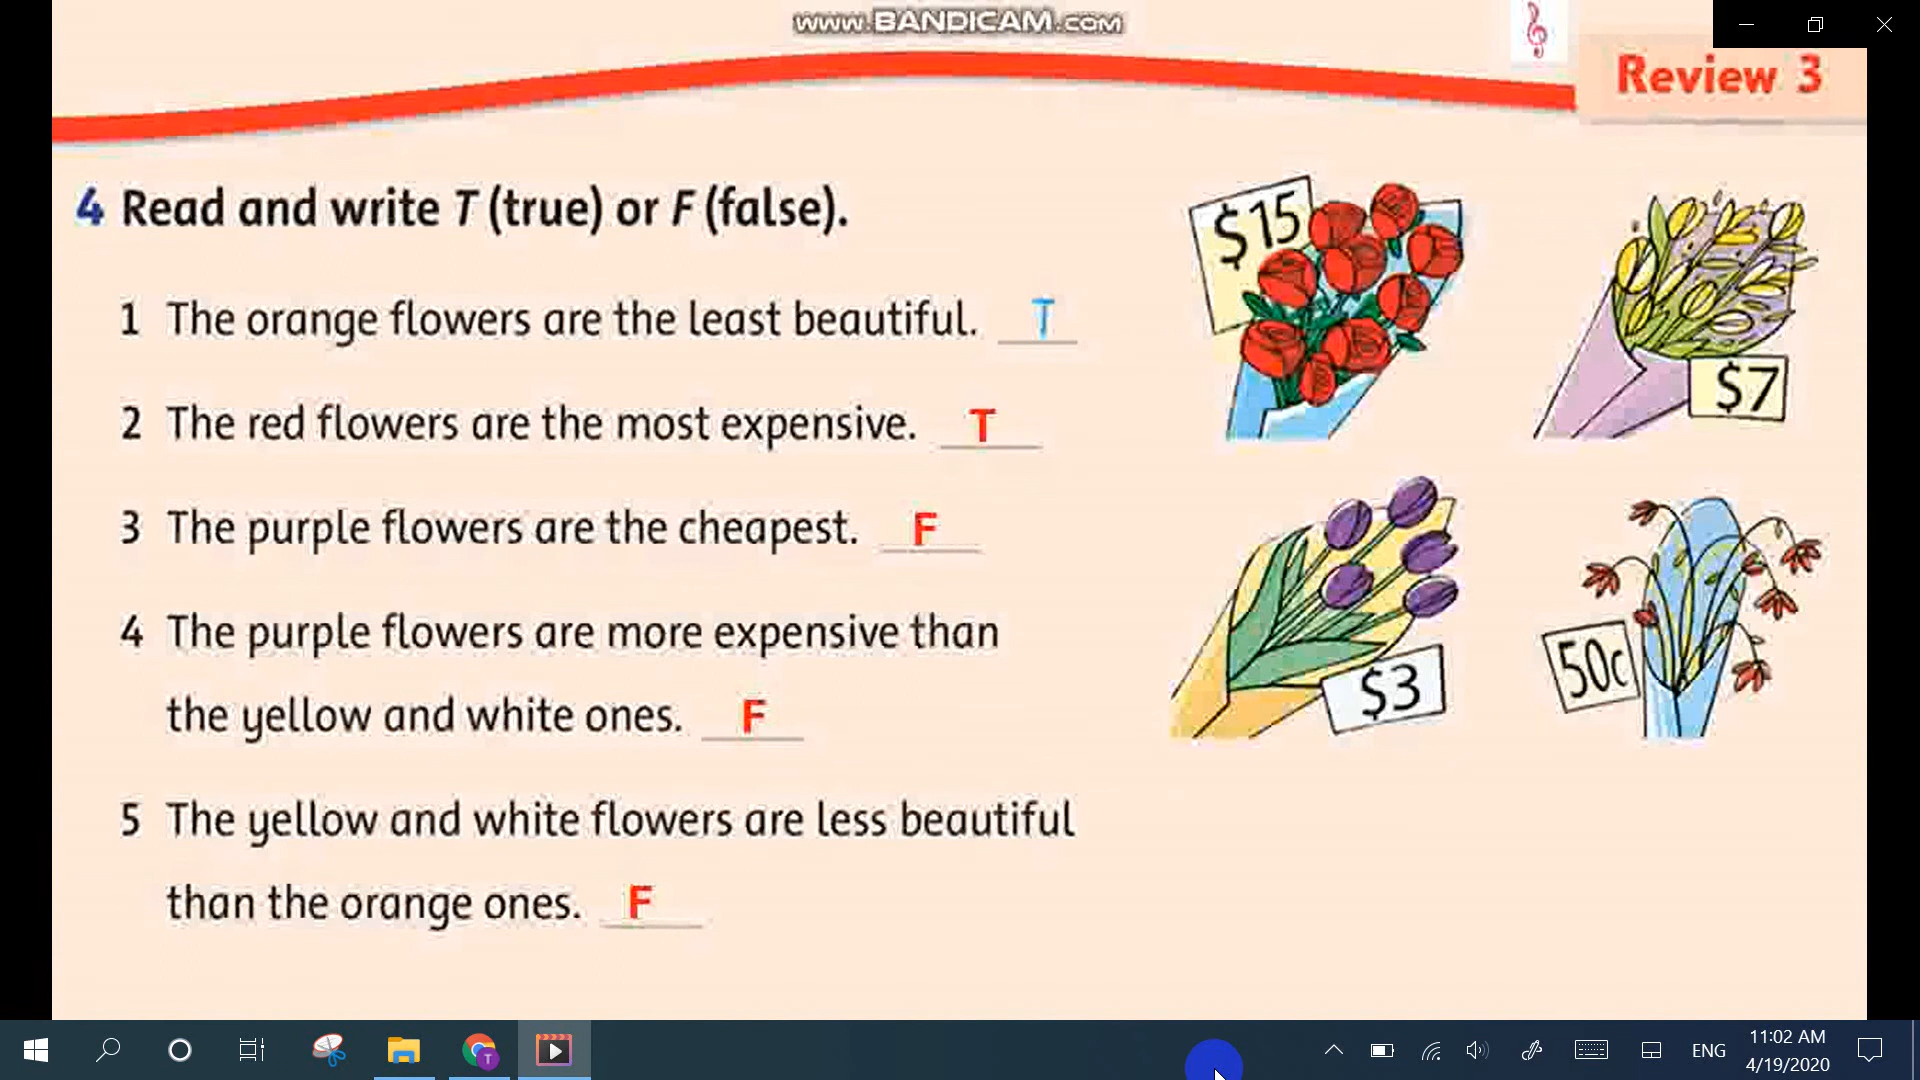 www.BANDICAM.com
Review 3
4 Read and write T (true) or F (false).
1 The orange flowers are the least beautiful. T
2 The red flowers are the most expensive. T
3 The purple flowers are the cheapest. F
4 The purple flowers are more expensive than
the yellow and white ones. F
5 The yellow and white flowers are less beautiful
than the orange ones. F
$15
$7
$3
50c
T
ENG
11:02 AM
4/19/2020